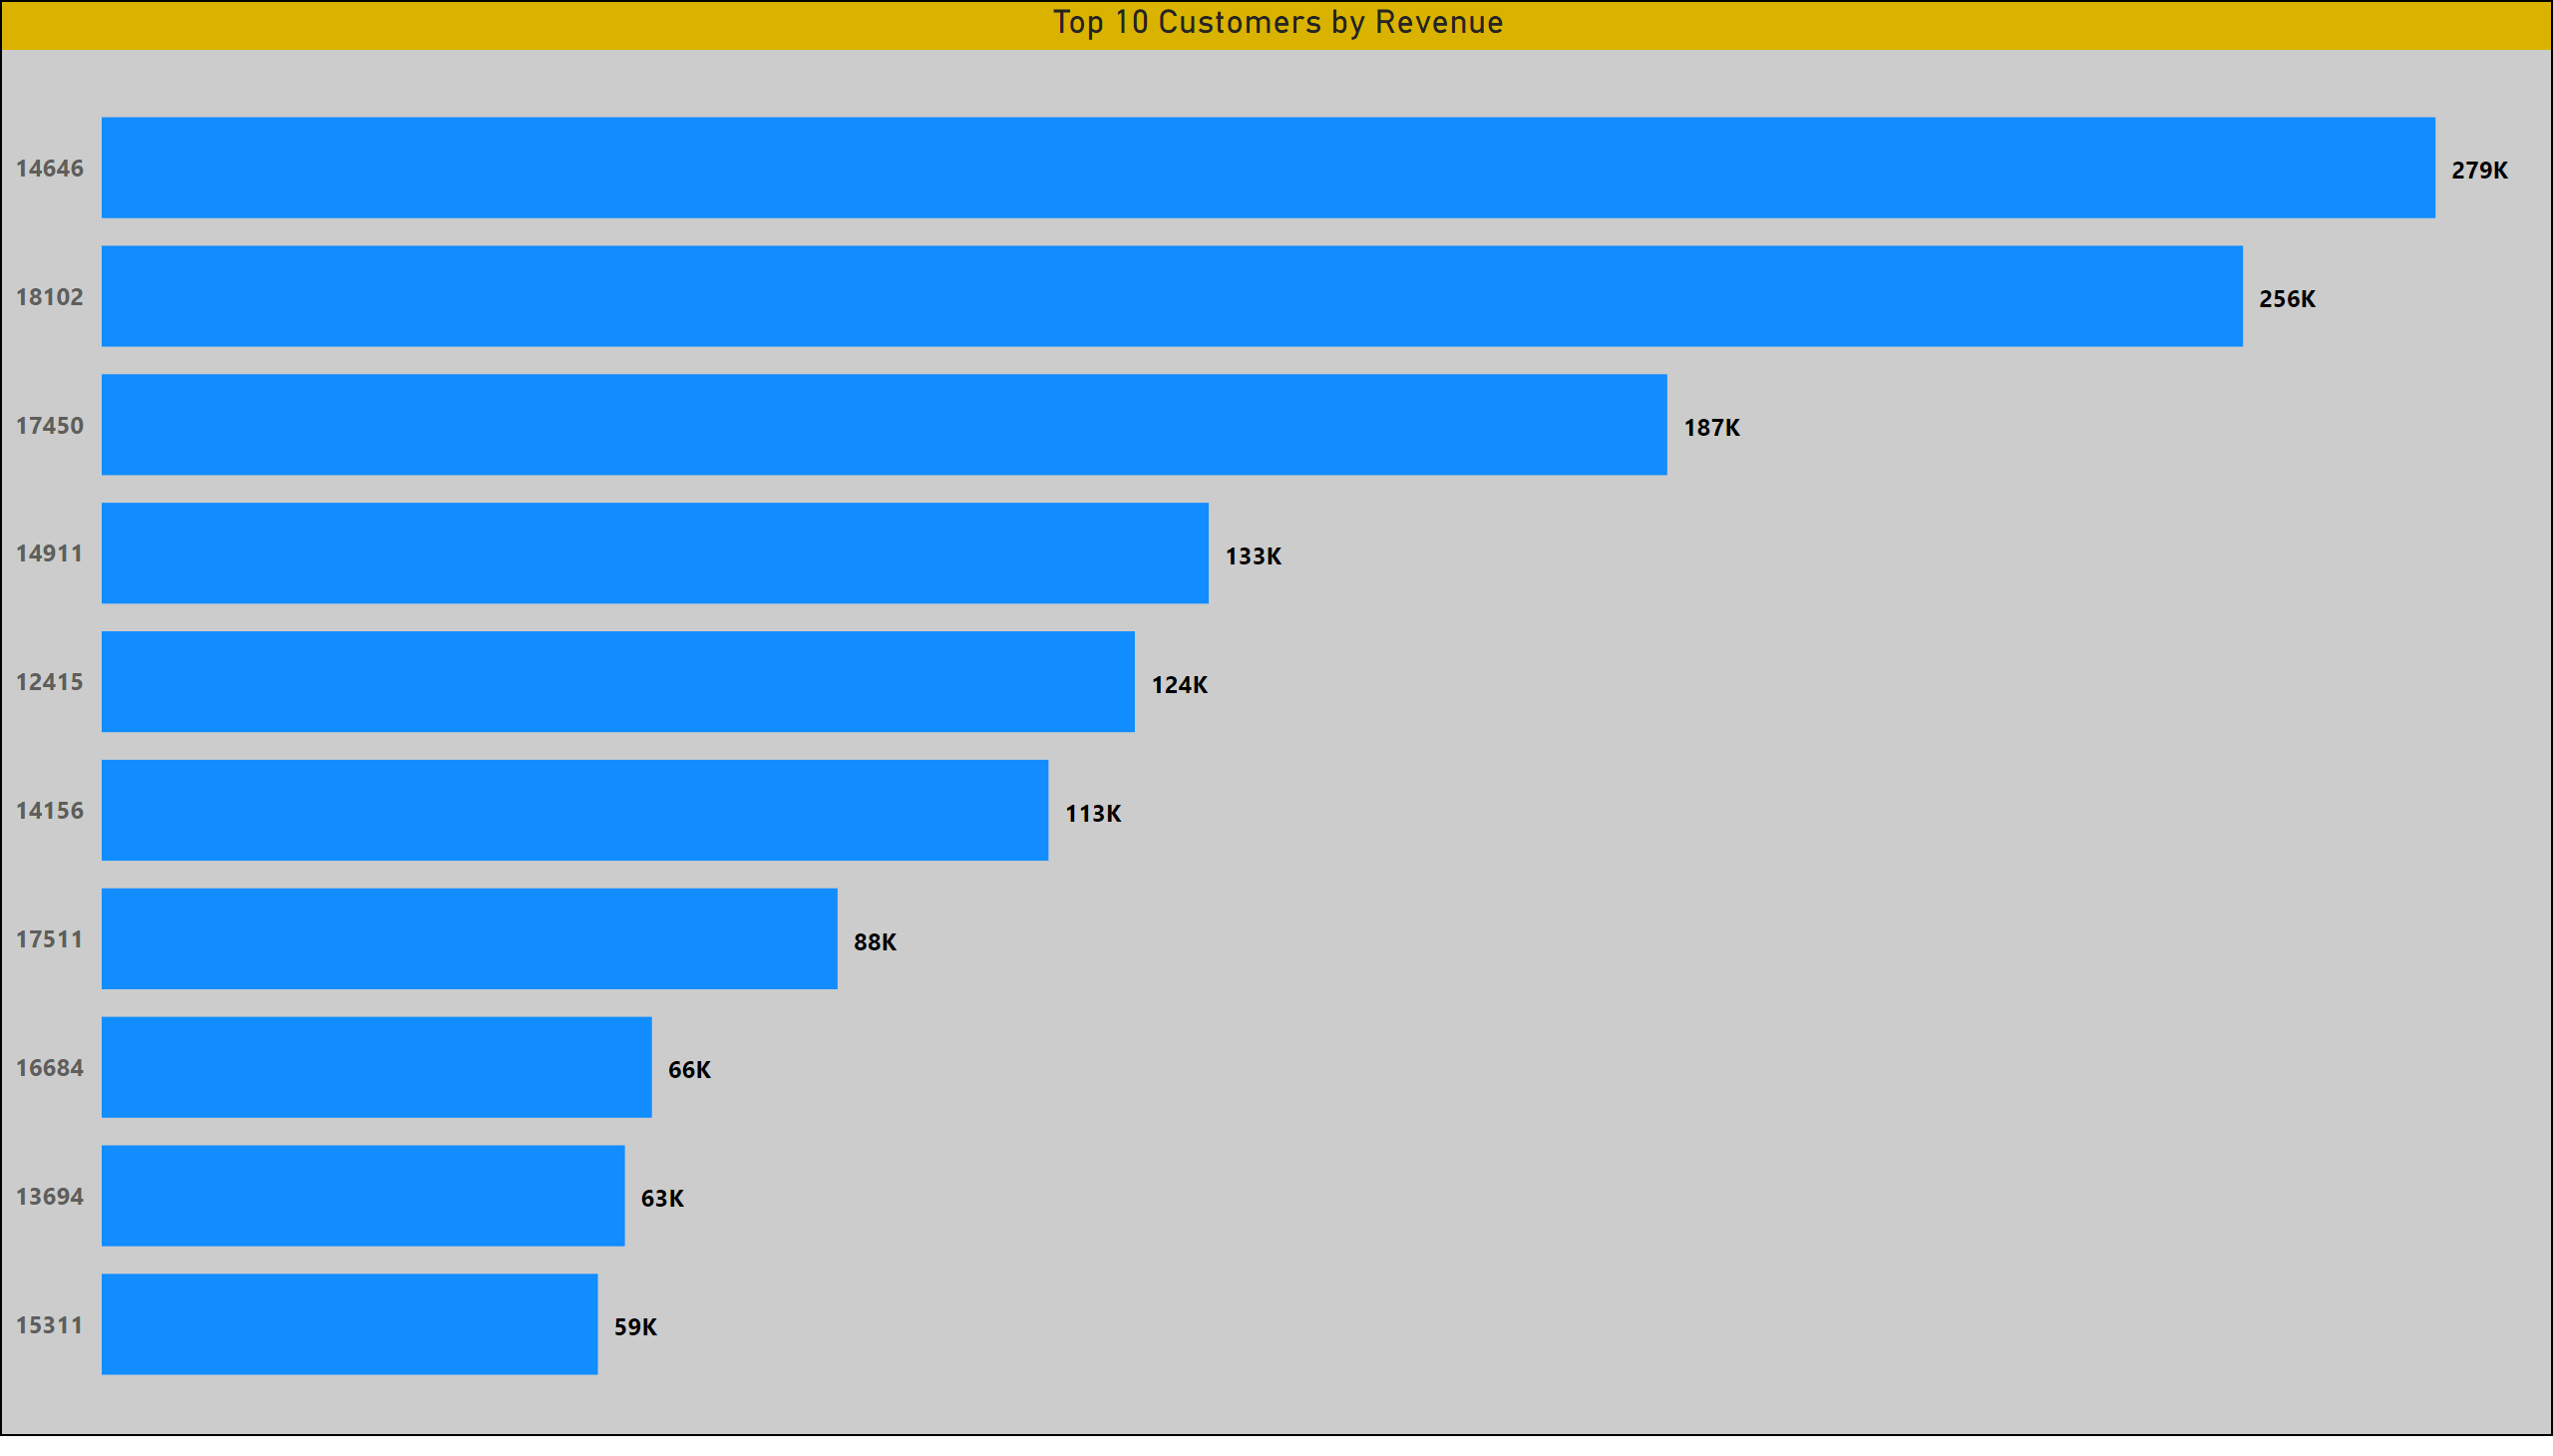 Top 10 Customers by Revenue
14646 279K
18102 256K
17450 187K
14911 133K
12415 124K
14156 113K
17511 88K
16684 66K
13694 63K
15311 59K